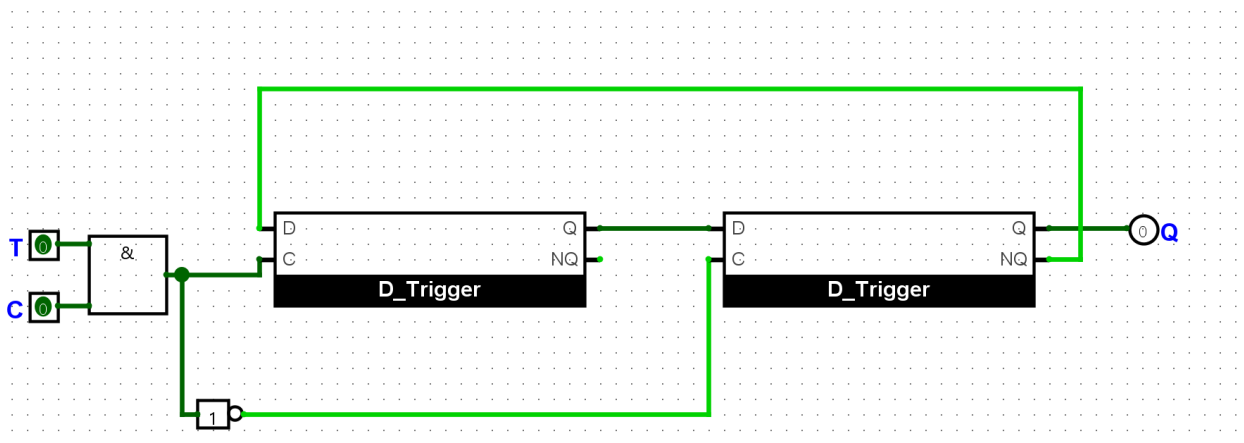 T 0
C 0
&
1
D Q
C NQ
D_Trigger
D Q
C NQ
D_Trigger
0 Q